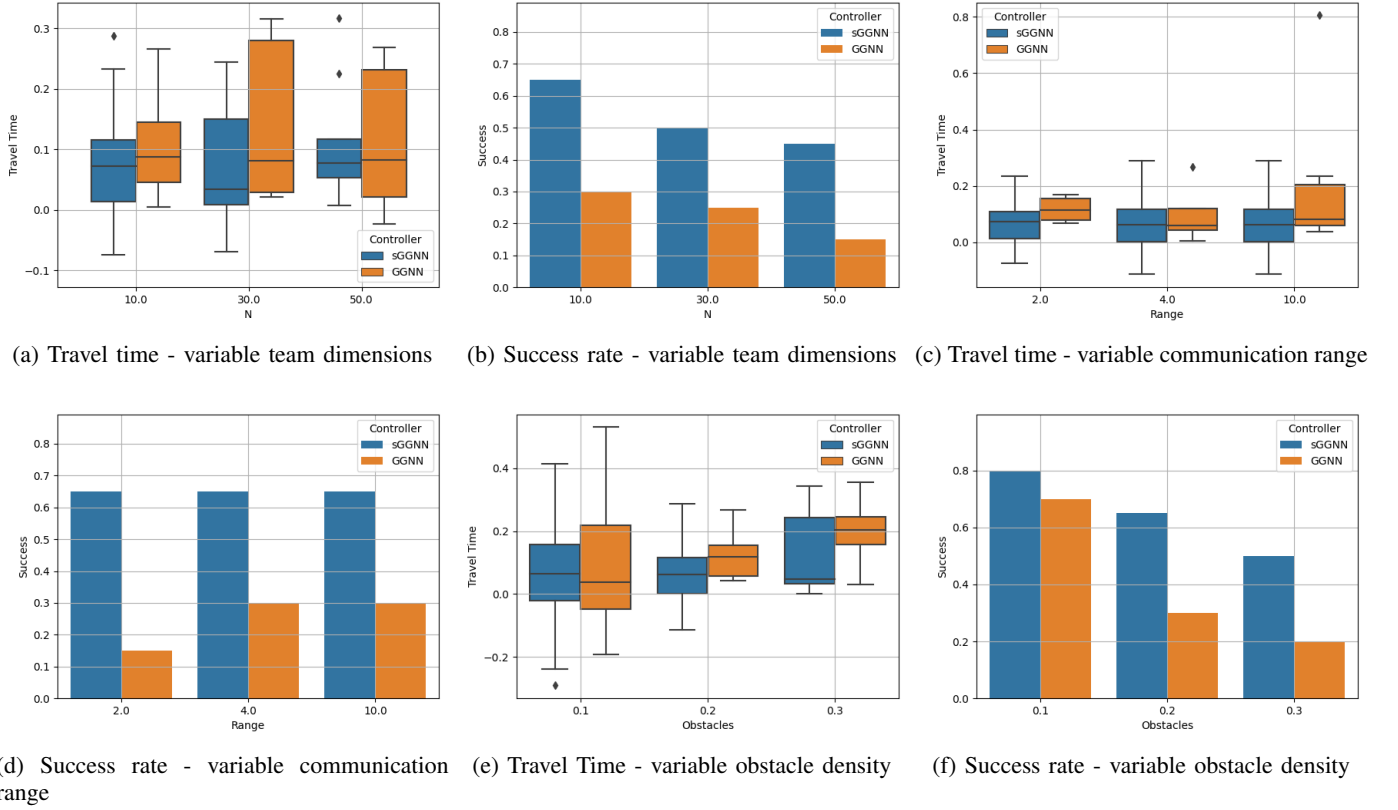 Travel Time
0.3
0.2
0.1
0.0
−0.1
Controller
sGGNN
GGNN
10.0 30.0 50.0
N
(a) Travel time - variable team dimensions
Success
0.8
0.7
0.6
0.5
0.4
0.3
0.2
0.1
0.0
Controller
sGGNN
GGNN
10.0 30.0 50.0
N
(b) Success rate - variable team dimensions
Travel Time
0.8
0.6
0.4
0.2
0.0
Controller
sGGNN
GGNN
2.0 4.0 10.0
Range
(c) Travel time - variable communication range
Success
0.8
0.7
0.6
0.5
0.4
0.3
0.2
0.1
0.0
Controller
sGGNN
GGNN
2.0 4.0 10.0
Range
(d) Success rate - variable communication
range
Travel Time
0.4
0.2
0.0
−0.2
Controller
sGGNN
GGNN
0.1 0.2 0.3
Obstacles
(e) Travel Time - variable obstacle density
Success
0.8
0.6
0.4
0.2
0.0
Controller
sGGNN
GGNN
0.1 0.2 0.3
Obstacles
(f) Success rate - variable obstacle density